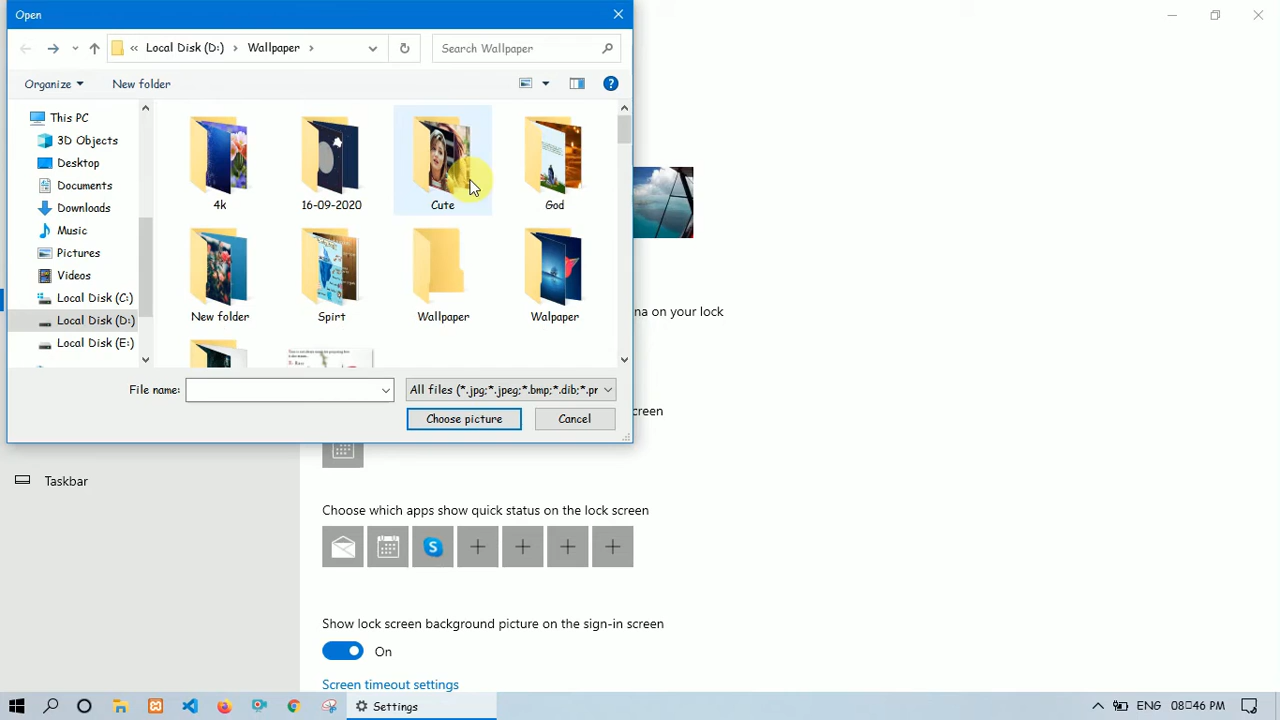 Open
« Local Disk (D:) › Wallpaper ›
Search Wallpaper
Organize
New folder
This PC
3D Objects
Desktop
Documents
Downloads
Music
Pictures
Videos
Local Disk (C:)
Local Disk (D:)
Local Disk (E:)
4k
16-09-2020
Cute
God
New folder
Spirt
Wallpaper
Walpaper
File name:
All files (*.jpg;*.jpeg;*.bmp;*.dib;*.pr
Choose picture
Cancel
na on your lock
creen
Taskbar
Choose which apps show quick status on the lock screen
Show lock screen background picture on the sign-in screen
On
Screen timeout settings
Settings
ENG
46 PM